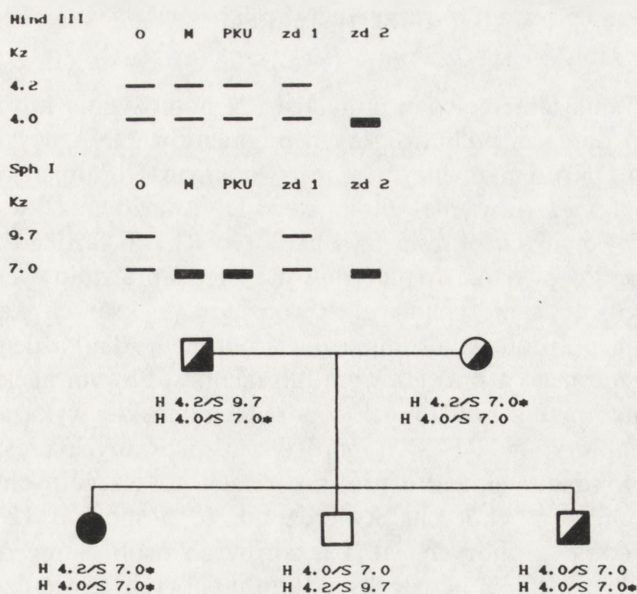 Hind III
O M PKU zd 1 zd 2
Kz
4.2
4.0
Sph I
O M PKU zd 1 zd 2
Kz
9.7
7.0
H 4.2/S 9.7
H 4.0/S 7.0*
H 4.2/S 7.0*
H 4.0/S 7.0
H 4.2/S 7.0*
H 4.0/S 7.0*
H 4.0/S 7.0
H 4.2/S 9.7
H 4.0/S 7.0
H 4.0/S 7.0*